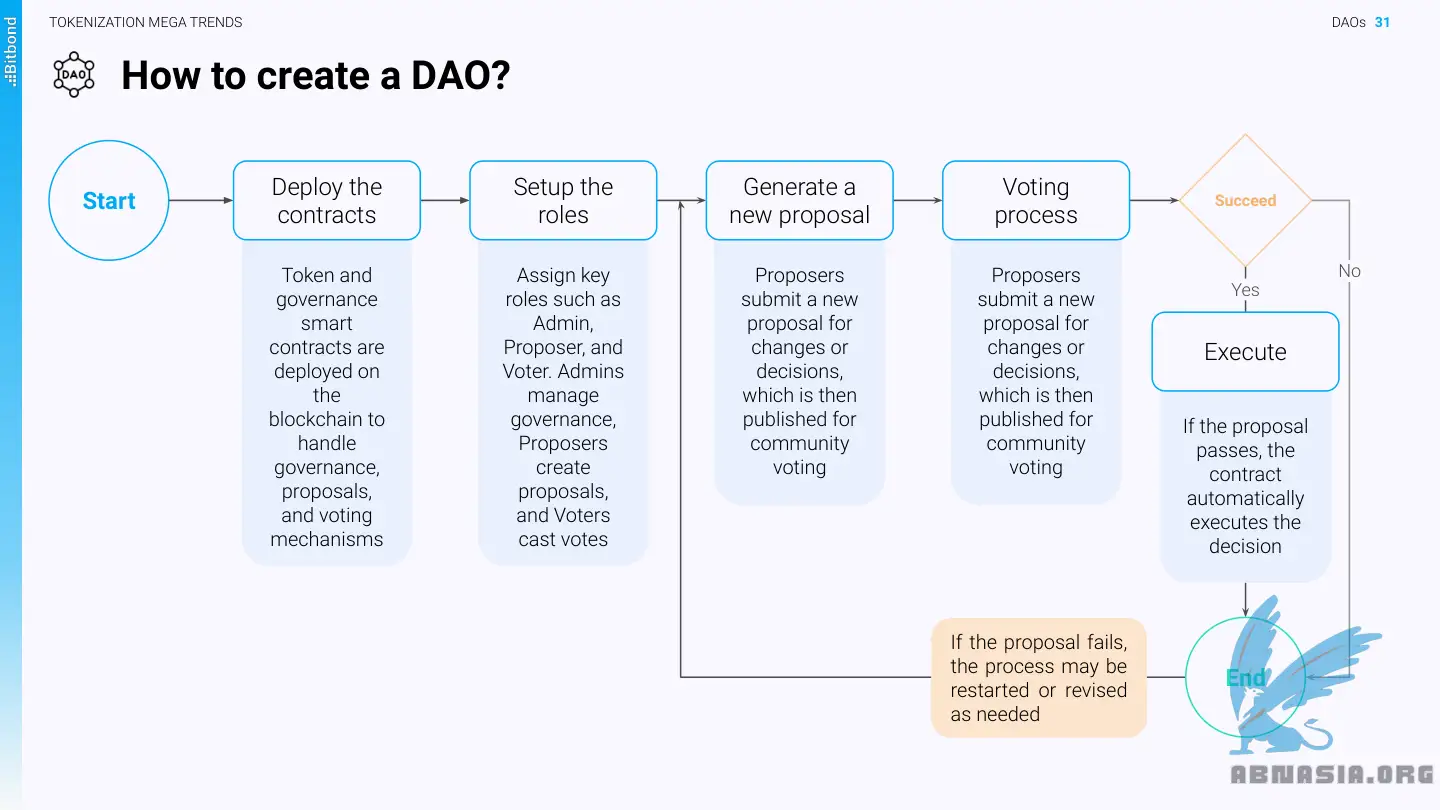 Bitbond
TOKENIZATION MEGA TRENDS
DAOs 31
DAO
How to create a DAO?
Start
Deploy the
contracts
Token and
governance
smart
contracts are
deployed on
the
blockchain to
handle
governance,
proposals,
and voting
mechanisms
Setup the
roles
Assign key
roles such as
Admin,
Proposer, and
Voter. Admins
manage
governance,
Proposers
create
proposals,
and Voters
cast votes
Generate a
new proposal
Proposers
submit a new
proposal for
changes or
decisions,
which is then
published for
community
voting
Voting
process
Proposers
submit a new
proposal for
changes or
decisions,
which is then
published for
community
voting
Succeed
No
Yes
Execute
If the proposal
passes, the
contract
automatically
executes the
decision
If the proposal fails,
the process may be
restarted or revised
as needed
End
ABNASIA.ORG